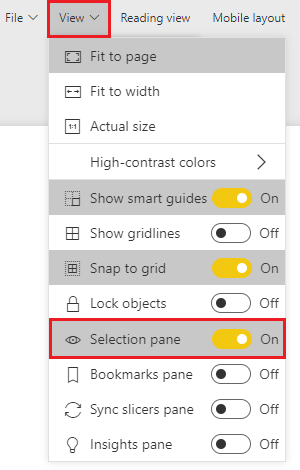 File View Reading view Mobile layout
Fit to page
Fit to width
1:1 Actual size
High-contrast colors
Show smart guides On
Show gridlines Off
Snap to grid On
Lock objects Off
Selection pane On
Bookmarks pane Off
Sync slicers pane Off
Insights pane Off